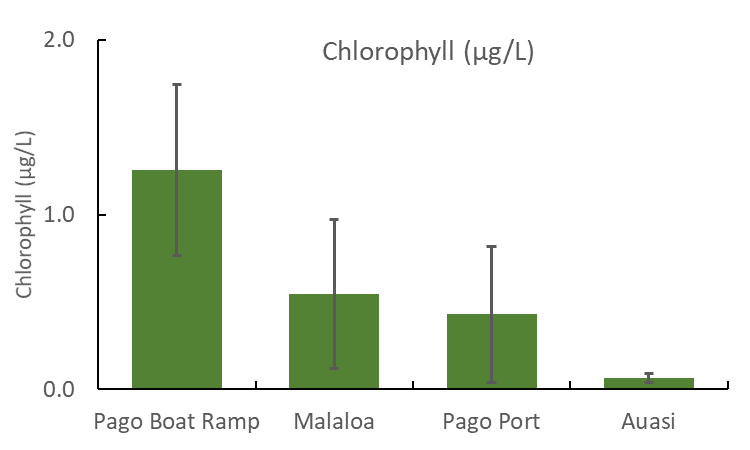 Chlorophyll (µg/L)
2.0
1.0
0.0
Chlorophyll (µg/L)
Pago Boat Ramp
Malaloa
Pago Port
Auasi